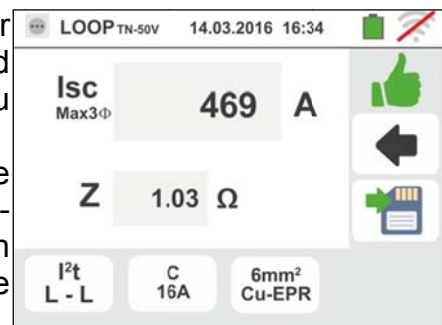 LOOP TN-50V 14.03.2016 16:34
Isc 469 A
Max3Φ
Z 1.03 Ω
I²t C 6mm²
L - L 16A Cu-EPR